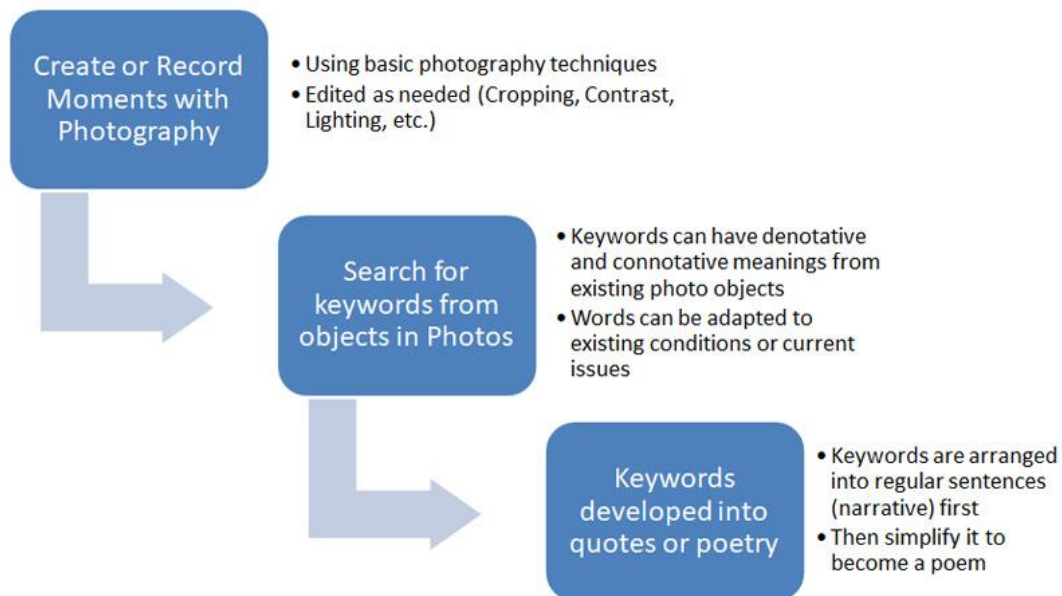 Create or Record
Moments with
Photography
• Using basic photography techniques
• Edited as needed (Cropping, Contrast,
Lighting, etc.)
Search for
keywords from
objects in Photos
• Keywords can have denotative
and connotative meanings from
existing photo objects
• Words can be adapted to
existing conditions or current
issues
Keywords
developed into
quotes or poetry
• Keywords are arranged
into regular sentences
(narrative) first
• Then simplify it to
become a poem